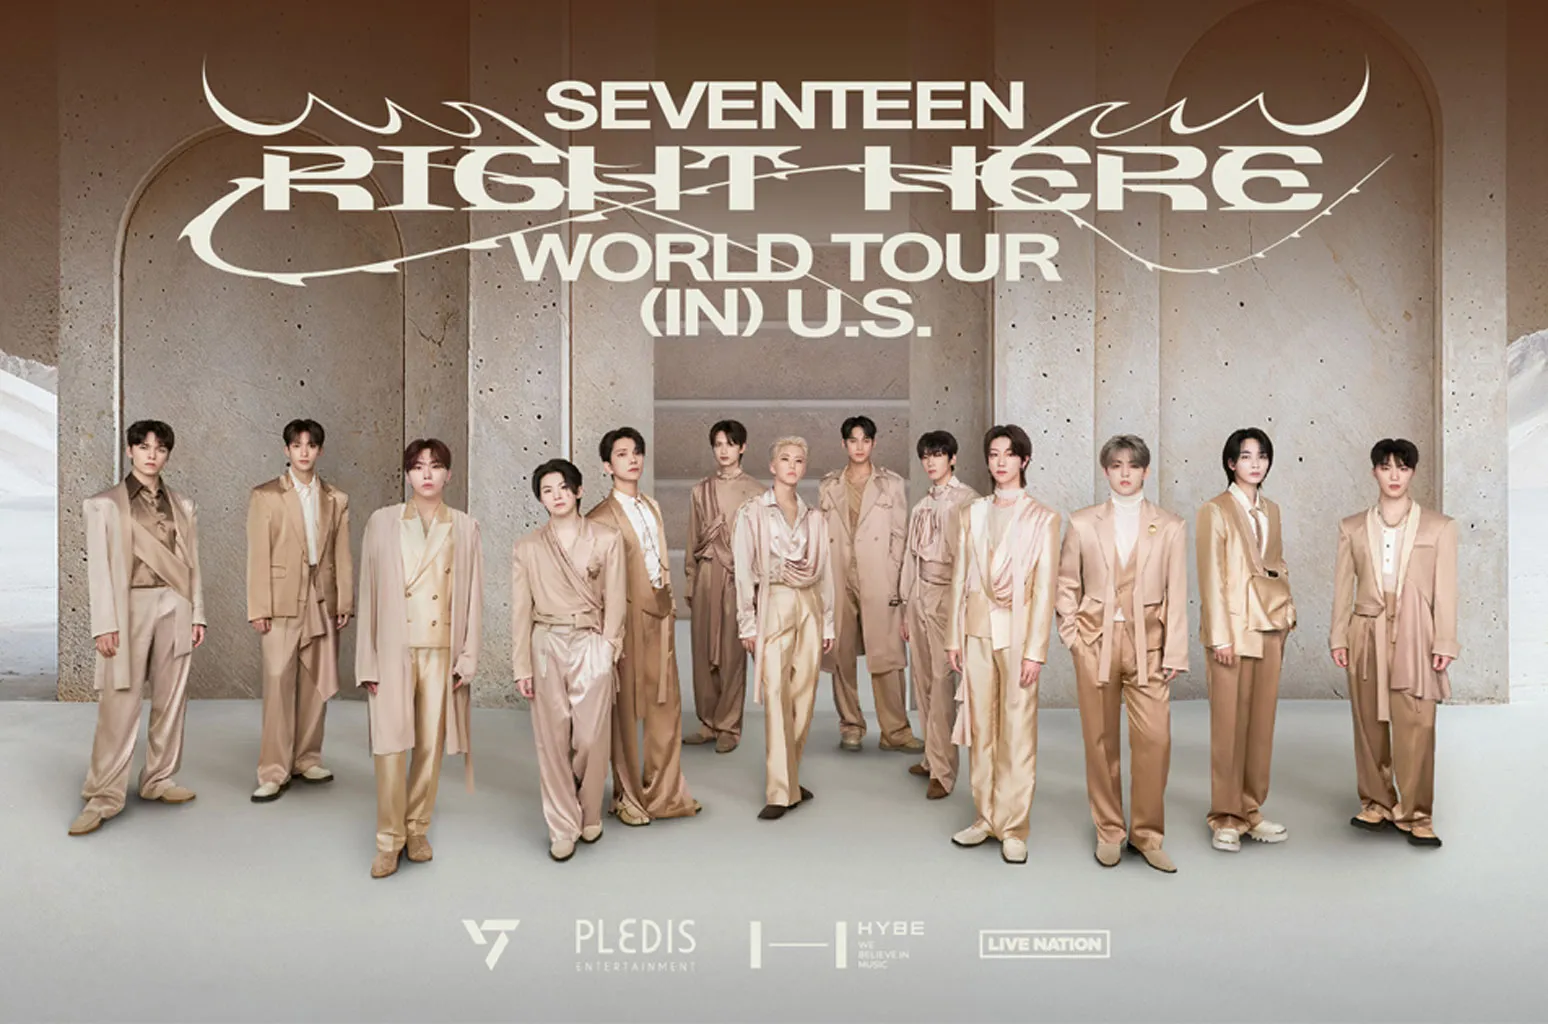 SEVENTEEN
RIGHT HERE
WORLD TOUR
(IN) U.S.
PLEDIS
ENTERTAINMENT
HYBE
WE
BELIEVE IN
MUSIC
LIVE NATION